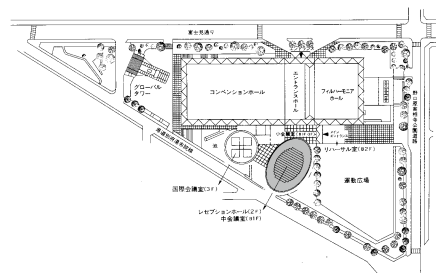 富士見通り
グローバル
タワー
コンベンションホール
エントランスホール
フィルハーモニア
ホール
小会議室(B1F・2F・3F)
リハーサル室(B2F)
池
運動広場
国際会議室(3F)
レセプションホール(2F)
中会議室(B1F)